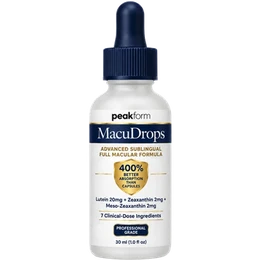 peakform
MacuDrops
ADVANCED SUBLINGUAL
FULL MACULAR FORMULA
400%
BETTER
ABSORPTION
THAN
CAPSULES
Lutein 20mg + Zeaxanthin 2mg +
Meso-Zeaxanthin 2mg
7 Clinical-Dose Ingredients
PROFESSIONAL
GRADE
30 ml (1.0 fl oz)